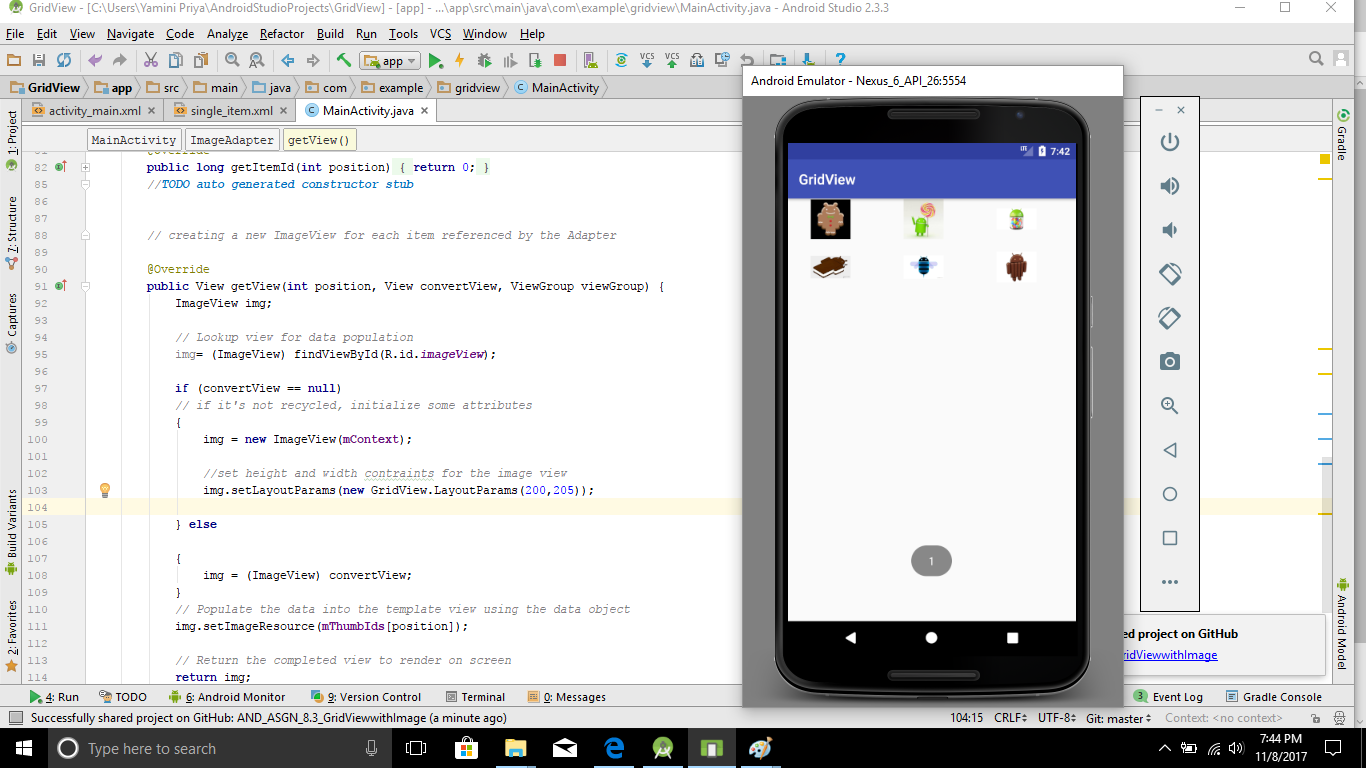 GridView - [C:\Users\Yamini Priya\AndroidStudioProjects\GridView] - [app] - ...\app\src\main\java\com\example\gridview\MainActivity.java - Android Studio 2.3.3
File Edit View Navigate Code Analyze Refactor Build Run Tools VCS Window Help
app
VCS VCS
Android Emulator - Nexus_6_API_26:5554
GridView app src main java com example gridview MainActivity
activity_main.xml single_item.xml MainActivity.java
MainActivity ImageAdapter getView()
1: Project
7: Structure
Captures
Build Variants
2: Favorites
81 @Override
82 public long getItemId(int position) { return 0; }
85 //TODO auto generated constructor stub
86
87
88 // creating a new ImageView for each item referenced by the Adapter
89
90 @Override
91 public View getView(int position, View convertView, ViewGroup viewGroup) {
92 ImageView img;
93
94 // Lookup view for data population
95 img= (ImageView) findViewById(R.id.imageView);
96
97 if (convertView == null)
98 // if it's not recycled, initialize some attributes
99 {
100 img = new ImageView(mContext);
101
102 //set height and width contraints for the image view
103 img.setLayoutParams(new GridView.LayoutParams(200,205));
104
105 } else
106
107 {
108 img = (ImageView) convertView;
109 }
110 // Populate the data into the template view using the data object
111 img.setImageResource(mThumbIds[position]);
112
113 // Return the completed view to render on screen
114 return img;
LTE 7:42
GridView
1
Gradle
Android Model
ed project on GitHub
ridViewwithImage
4: Run TODO 6: Android Monitor 9: Version Control Terminal 0: Messages 3 Event Log Gradle Console
Successfully shared project on GitHub: AND_ASGN_8.3_GridViewwithImage (a minute ago) 104:15 CRLF UTF-8 Git: master Context: <no context>
Type here to search
7:44 PM
11/8/2017